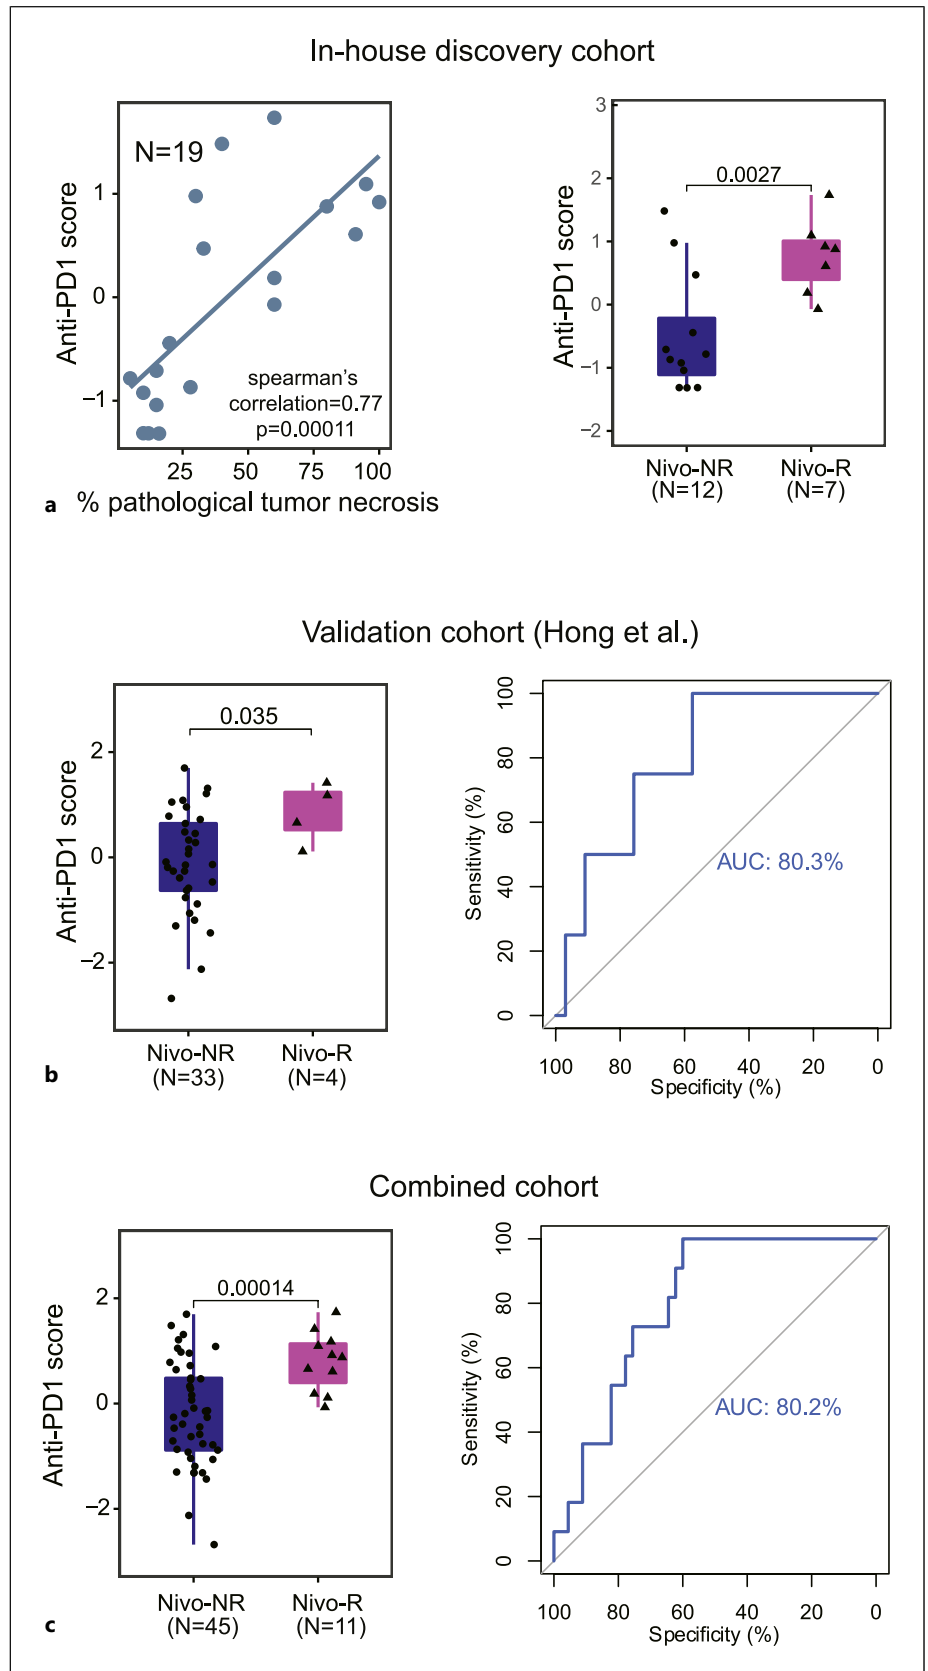 In-house discovery cohort
Anti-PD1 score
1
0
−1
N=19
spearman's
correlation=0.77
p=0.00011
25 50 75 100
a % pathological tumor necrosis
Anti-PD1 score
3
2
1
0
−1
−2
0.0027
Nivo-NR Nivo-R
(N=12) (N=7)
Validation cohort (Hong et al.)
Anti-PD1 score
2
0
−2
0.035
Nivo-NR Nivo-R
(N=33) (N=4)
b
Sensitivity (%)
100
80
60
40
20
0
AUC: 80.3%
100 80 60 40 20 0
Specificity (%)
Combined cohort
Anti-PD1 score
2
0
−2
0.00014
Nivo-NR Nivo-R
(N=45) (N=11)
c
Sensitivity (%)
100
80
60
40
20
0
AUC: 80.2%
100 80 60 40 20 0
Specificity (%)